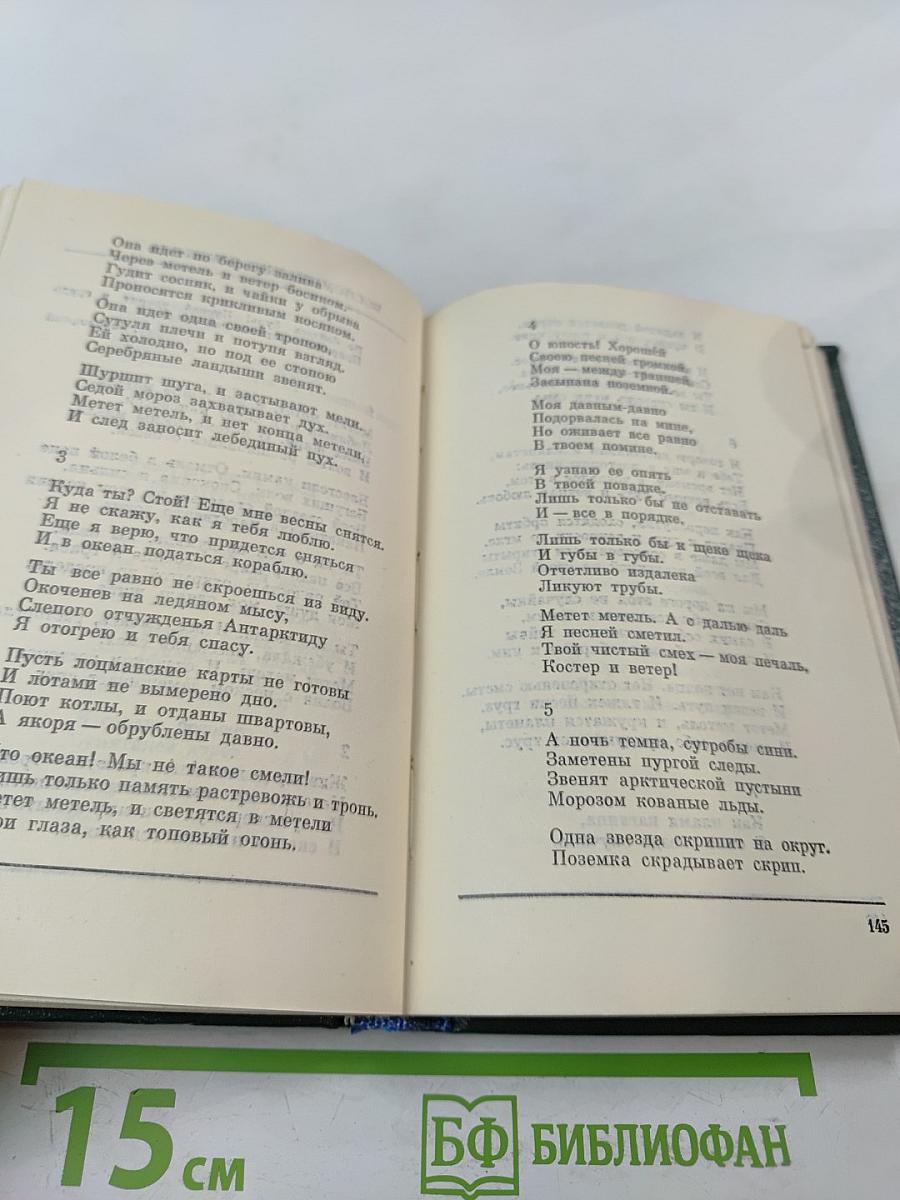 Она идет по берегу залива
Через метель и ветер босиком.
Гудит сосняк, и чайки у обрыва
Проносятся крикливым косяком.
Она идет одна своей тропою,
Сутуля плечи и потупя взгляд.
Ей холодно, но под ее стопою
Серебряные ландыши звенят.
Шуршит шуга, и застывают мели.
Седой мороз захватывает дух.
Метет метель, и нет конца метели,
И след заносит лебединый пух.
3
Куда ты? Стой! Еще мне весны снятся.
Я не скажу, как я тебя люблю.
Еще я верю, что придется сняться
И в океан податься кораблю.
Ты все равно не скроешься из виду.
Окоченев на ледяном мысу,
Слепого отчужденья Антарктиду
Я отогрею и тебя спасу.
Пусть лоцманские карты не готовы
И лотами не вымерено дно.
Поют котлы, и отданы швартовы,
А якоря — обрублены давно.
то океан! Мы не такое смели!
ишь только память растревожь и тронь.
етет метель, и светятся в метели
ои глаза, как топовый огонь.
4
О юность! Хорошей
Своею песней громкой.
Моя — между траншей
Засыпана поземкой.
Моя давным-давно
Подорвалась на мине,
Но оживает все равно
В твоем помине.
Я узнаю ее опять
В твоей повадке.
Лишь только бы не отставать
И — все в порядке.
Лишь только бы к щеке щека
И губы в губы.
Отчетливо издалека
Ликуют трубы.
Метет метель. А с далью даль
Я песней сметил.
Твой чистый смех — моя печаль,
Костер и ветер!
5
А ночь темна, сугробы сини.
Заметены пургой следы.
Звенят арктической пустыни
Морозом кованые льды.
Одна звезда скрипит на округ.
Поземка скрадывает скрип.
145
15 см
БФ БИБЛИОФАН